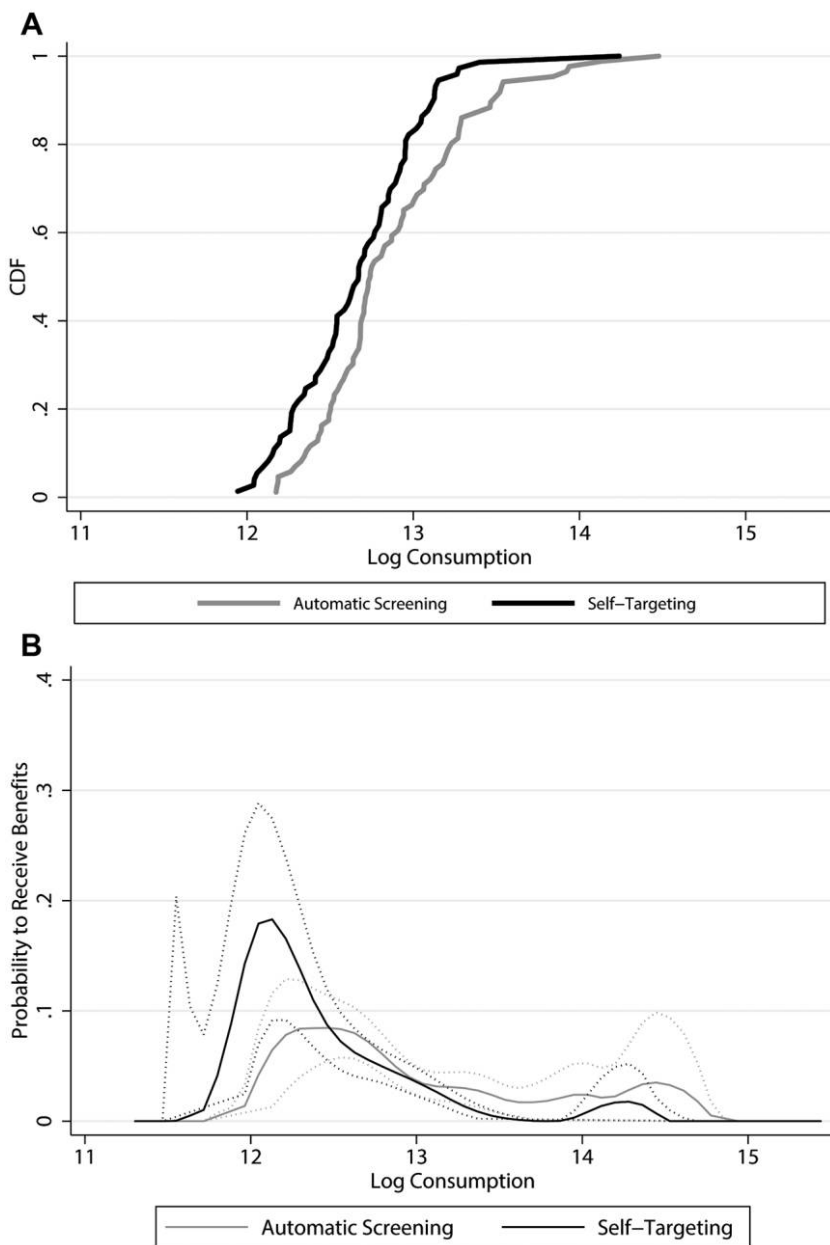 A
CDF
0 .2 .4 .6 .8 1
11 12 13 14 15
Log Consumption
Automatic Screening Self−Targeting
B
Probability to Receive Benefits
0 .1 .2 .3 .4
11 12 13 14 15
Log Consumption
Automatic Screening Self−Targeting